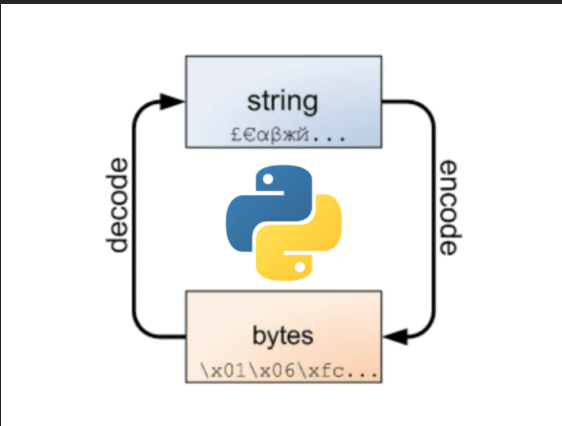 string
£€αβжй...
decode
encode
bytes
\x01\x06\xfc...